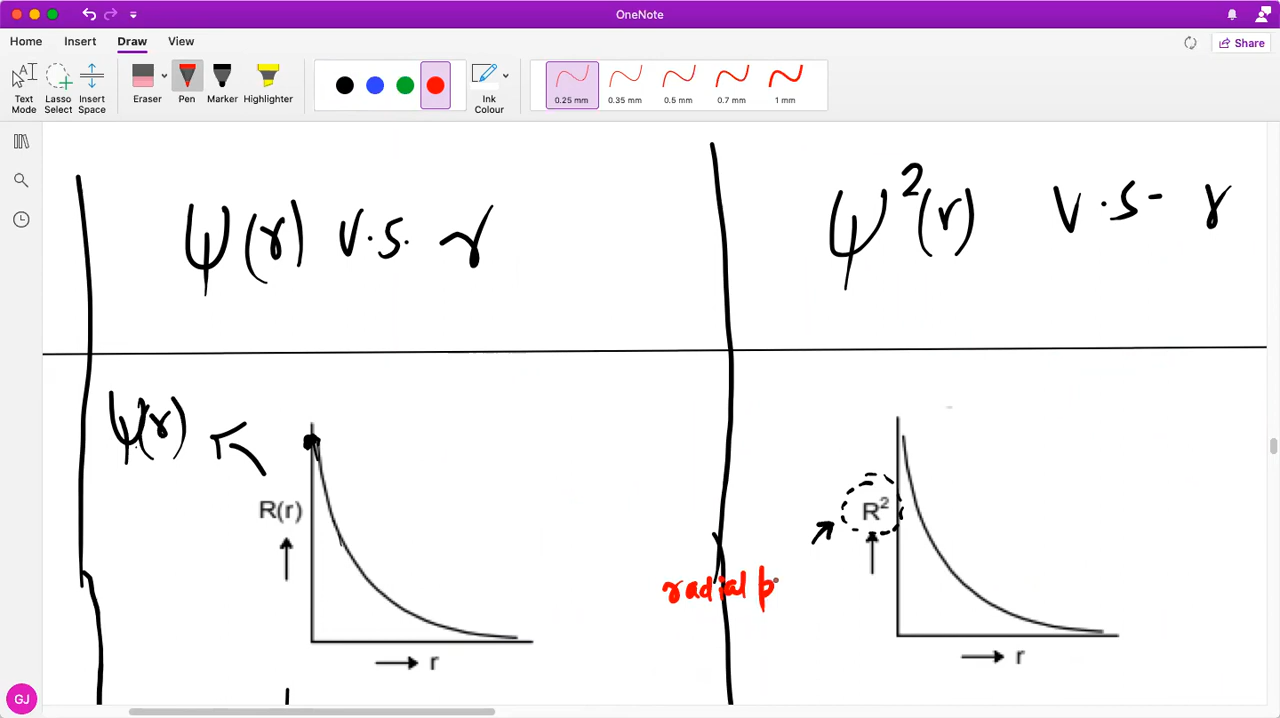 OneNote
Home Insert Draw View
Share
Text Mode
Lasso Select
Insert Space
Eraser
Pen
Marker
Highlighter
Ink Colour
0.25 mm
0.35 mm
0.5 mm
0.7 mm
1 mm
ψ(r) v.s. r
ψ²(r) v.s- r
ψ(r)
R(r)
r
R²
radial p
r
GJ